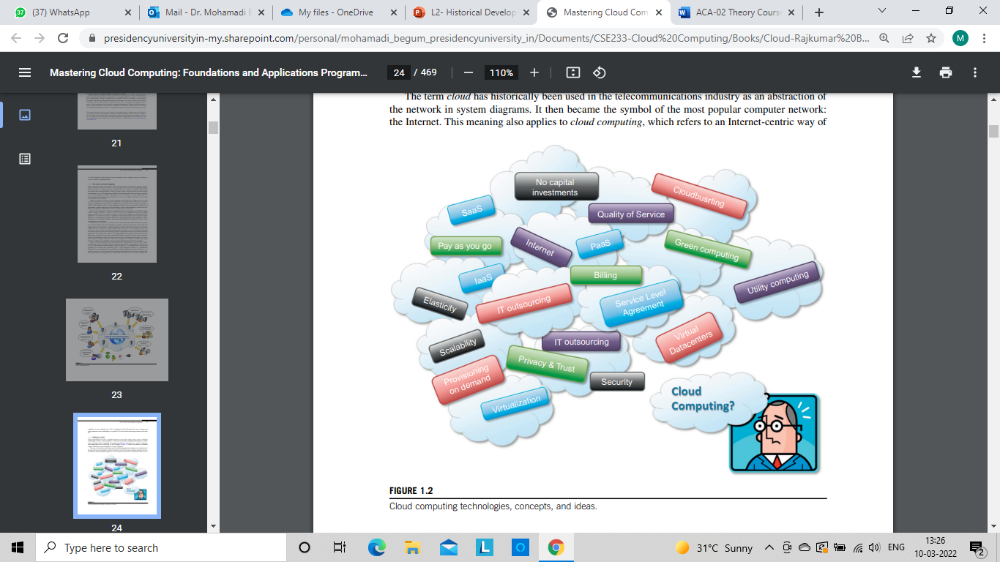 (37) WhatsApp
Mail - Dr. Mohamadi B
My files - OneDrive
L2- Historical Develop
Mastering Cloud Com
ACA-02 Theory Course
presidencyuniversityin-my.sharepoint.com/personal/mohamadi_begum_presidencyuniversity_in/Documents/CSE233-Cloud%20Computing/Books/Cloud-Rajkumar%20B...
M
Mastering Cloud Computing: Foundations and Applications Program...
24 / 469
110%
21
22
23
24
The term cloud has historically been used in the telecommunications industry as an abstraction of
the network in system diagrams. It then became the symbol of the most popular computer network:
the Internet. This meaning also applies to cloud computing, which refers to an Internet-centric way of
No capital
investments
Cloudbusrting
SaaS
Quality of Service
Pay as you go
Internet
PaaS
Green computing
IaaS
Billing
Utility computing
Elasticity
IT outsourcing
Service Level
Agreement
Virtual
Datacenters
Scalability
IT outsourcing
Privacy & Trust
Provisioning
on demand
Security
Virtualization
Cloud
Computing?
FIGURE 1.2
Cloud computing technologies, concepts, and ideas.
Type here to search
31°C Sunny
ENG
13:26
10-03-2022
2